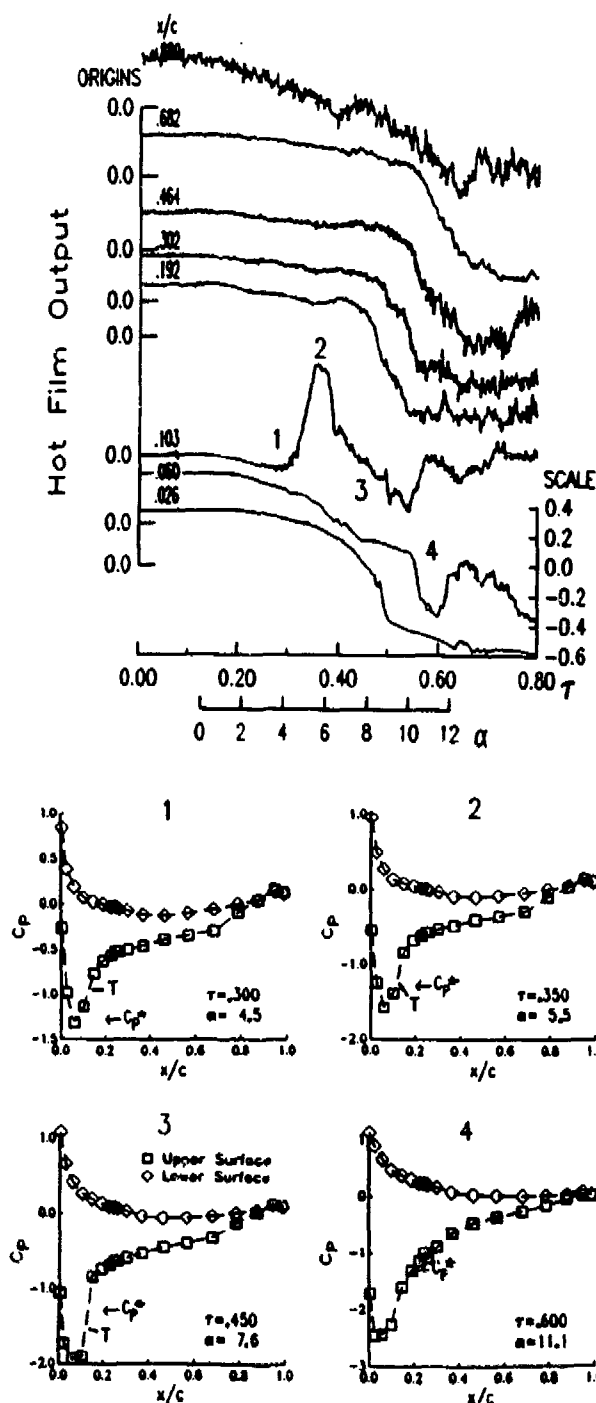 x/c
ORIGINS
0.0
.682
0.0
.464
0.0
.302
.192
0.0
0.0
Hot Film Output
2
1
.103
0.0
.060
.026
3
4
0.0
0.0
SCALE
0.4
0.2
0.0
-0.2
-0.4
-0.6
0.00 0.20 0.40 0.60 0.80 τ
0 2 4 6 8 10 12 α
1
1.0
0.5
0.0
-0.5
-1.0
-1.5
Cp
T
←Cp*
τ=.300
α= 4.5
0.0 0.2 0.4 0.6 0.8 1.0
x/c
2
1.0
0.0
-1.0
-2.0
Cp
←Cp*
T
τ=.350
α= 5.5
0.0 0.2 0.4 0.6 0.8 1.0
x/c
3
1.0
0.0
-1.0
-2.0
Cp
Upper Surface
Lower Surface
←Cp*
T
τ=.450
α= 7.6
0.0 0.2 0.4 0.6 0.8 1.0
x/c
4
1
0
-1
-2
-3
Cp
Cp*
τ=.600
α=11.1
0.0 0.2 0.4 0.6 0.8 1.0
x/c